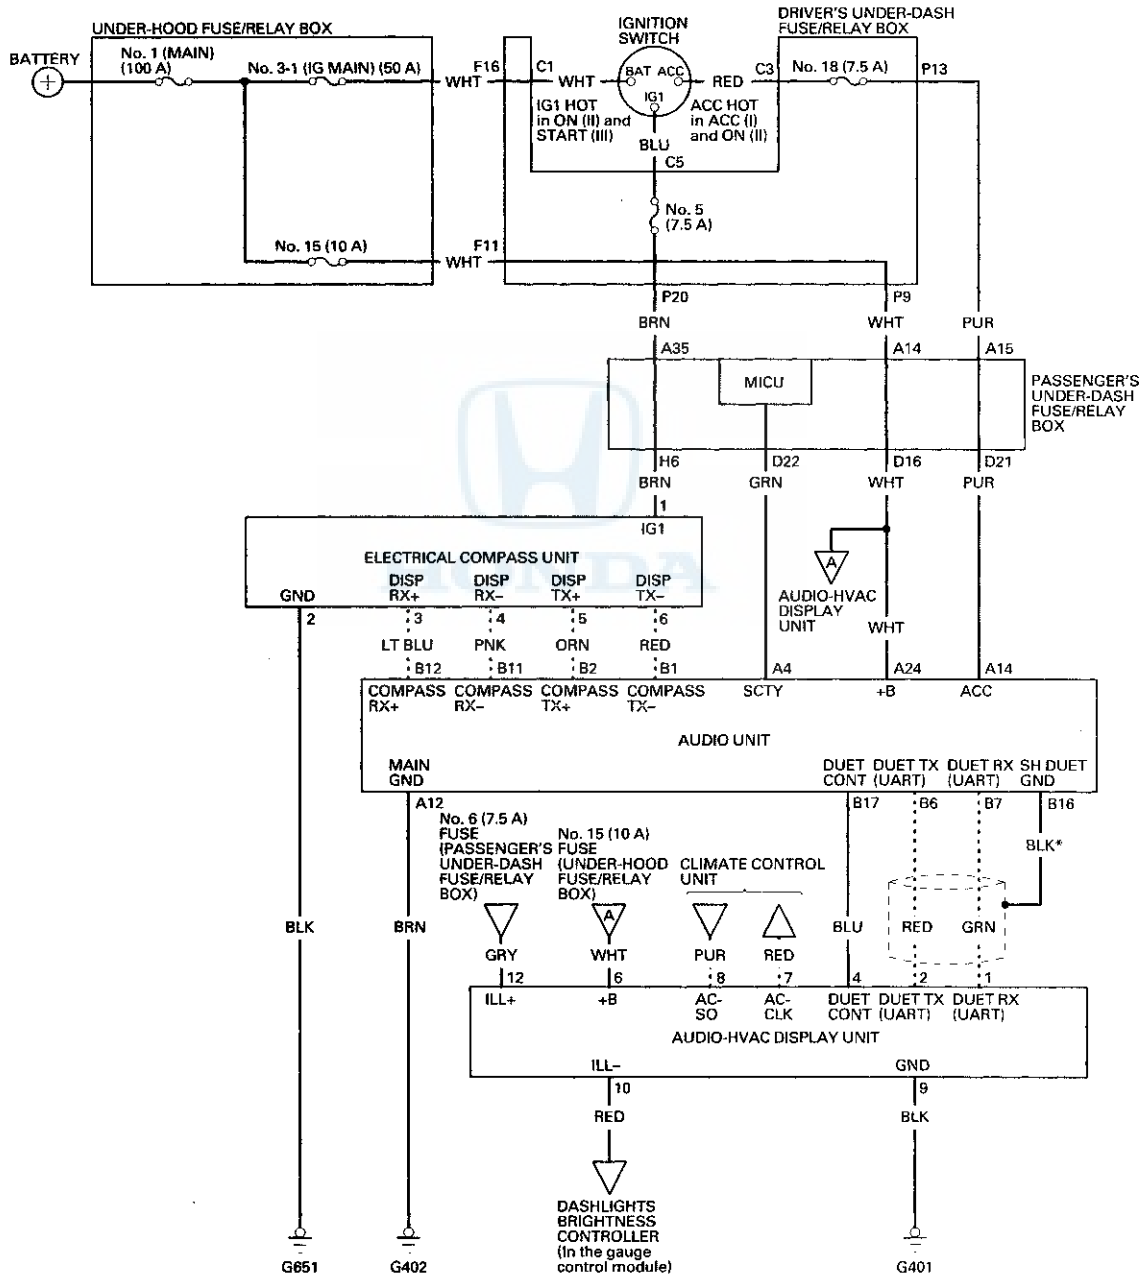 UNDER-HOOD FUSE/RELAY BOX
IGNITION
SWITCH
DRIVER'S UNDER-DASH
FUSE/RELAY BOX
BATTERY
No. 1 (MAIN)
(100 A)
No. 3-1 (IG MAIN) (50 A)
F16
WHT
C1
WHT
BAT
ACC
IG1
RED
C3
No. 18 (7.5 A)
P13
IG1 HOT
in ON (II) and
START (III)
ACC HOT
in ACC (I)
and ON (II)
BLU
C5
No. 5
(7.5 A)
No. 15 (10 A)
F11
WHT
P20
P9
BRN
WHT
PUR
A35
A14
A15
MICU
PASSENGER'S
UNDER-DASH
FUSE/RELAY
BOX
H6
D22
D16
D21
BRN
GRN
WHT
PUR
1
IG1
HONDA
ELECTRICAL COMPASS UNIT
GND
DISP
RX+
DISP
RX–
DISP
TX+
DISP
TX–
A
AUDIO-HVAC
DISPLAY
UNIT
2
3
4
5
6
LT BLU
PNK
ORN
RED
WHT
B12
B11
B2
B1
A4
A24
A14
COMPASS
RX+
COMPASS
RX–
COMPASS
TX+
COMPASS
TX–
SCTY
+B
ACC
AUDIO UNIT
MAIN
GND
DUET
CONT
DUET TX
(UART)
DUET RX
(UART)
SH DUET
GND
A12
B17
B6
B7
B16
No. 6 (7.5 A)
FUSE
(PASSENGER'S
UNDER-DASH
FUSE/RELAY
BOX)
No. 15 (10 A)
FUSE
(UNDER-HOOD
FUSE/RELAY
BOX)
CLIMATE CONTROL
UNIT
BLK*
A
BLK
BRN
GRY
WHT
PUR
RED
BLU
RED
GRN
12
6
8
7
4
2
1
ILL+
+B
AC-
SO
AC-
CLK
DUET
CONT
DUET TX
(UART)
DUET RX
(UART)
AUDIO-HVAC DISPLAY UNIT
ILL–
GND
10
9
RED
BLK
DASHLIGHTS
BRIGHTNESS
CONTROLLER
(In the gauge
control module)
G651
G402
G401